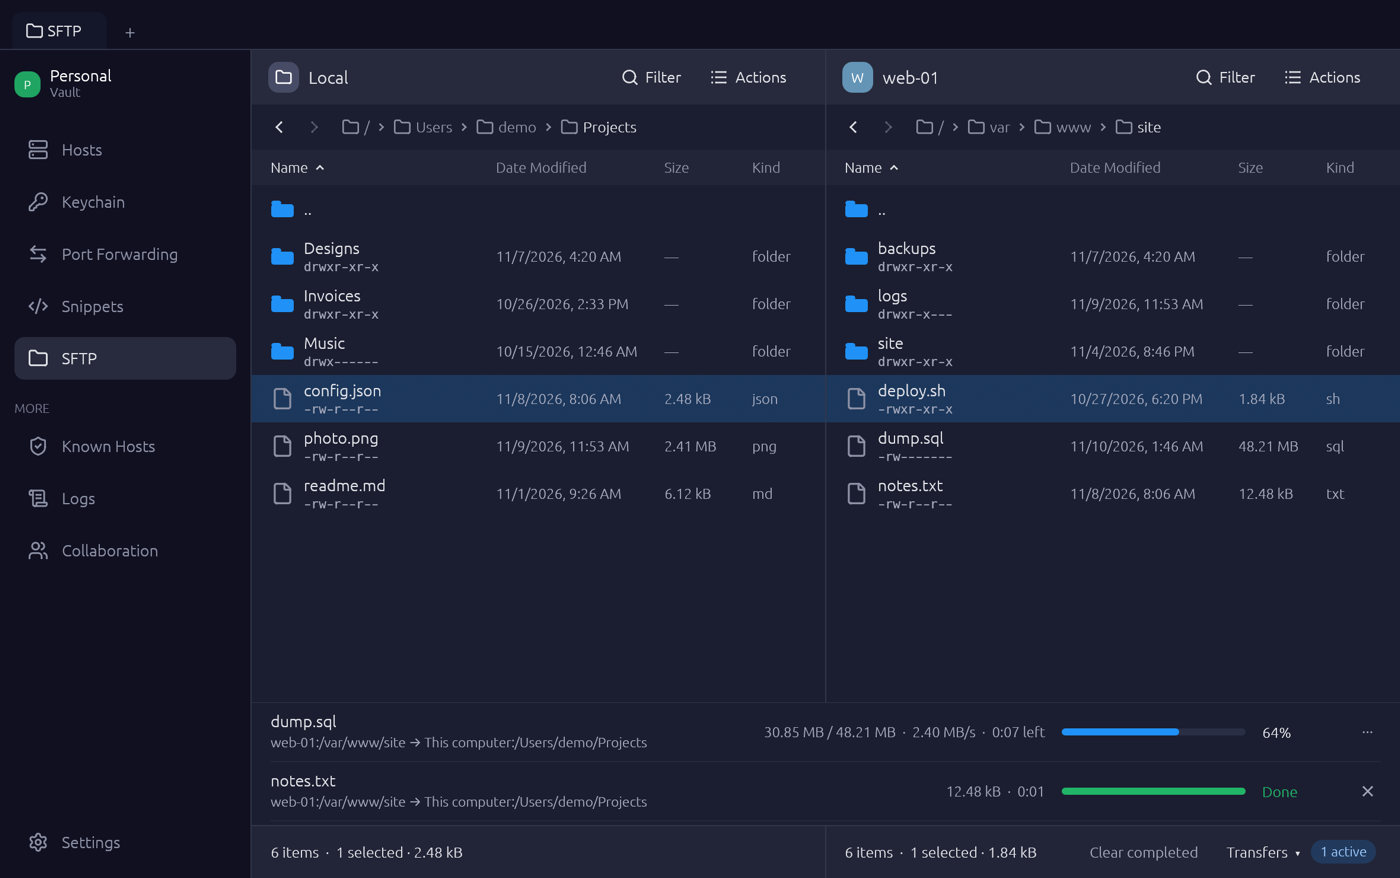 SFTP
+
P
Personal
Vault
Hosts
Keychain
Port Forwarding
Snippets
SFTP
MORE
Known Hosts
Logs
Collaboration
Settings
Local
Filter
Actions
/ › Users › demo › Projects
Name Date Modified Size Kind
..
Designs
drwxr-xr-x
11/7/2026, 4:20 AM — folder
Invoices
drwxr-xr-x
10/26/2026, 2:33 PM — folder
Music
drwx------
10/15/2026, 12:46 AM — folder
config.json
-rw-r--r--
11/8/2026, 8:06 AM 2.48 kB json
photo.png
-rw-r--r--
11/9/2026, 11:53 AM 2.41 MB png
readme.md
-rw-r--r--
11/1/2026, 9:26 AM 6.12 kB md
W
web-01
Filter
Actions
/ › var › www › site
Name Date Modified Size Kind
..
backups
drwxr-xr-x
11/7/2026, 4:20 AM — folder
logs
drwxr-x---
11/9/2026, 11:53 AM — folder
site
drwxr-xr-x
11/4/2026, 8:46 PM — folder
deploy.sh
-rwxr-xr-x
10/27/2026, 6:20 PM 1.84 kB sh
dump.sql
-rw-------
11/10/2026, 1:46 AM 48.21 MB sql
notes.txt
-rw-r--r--
11/8/2026, 8:06 AM 12.48 kB txt
dump.sql
web-01:/var/www/site → This computer:/Users/demo/Projects
30.85 MB / 48.21 MB · 2.40 MB/s · 0:07 left
64%
...
notes.txt
web-01:/var/www/site → This computer:/Users/demo/Projects
12.48 kB · 0:01
Done
6 items · 1 selected · 2.48 kB
6 items · 1 selected · 1.84 kB
Clear completed
Transfers ▾
1 active